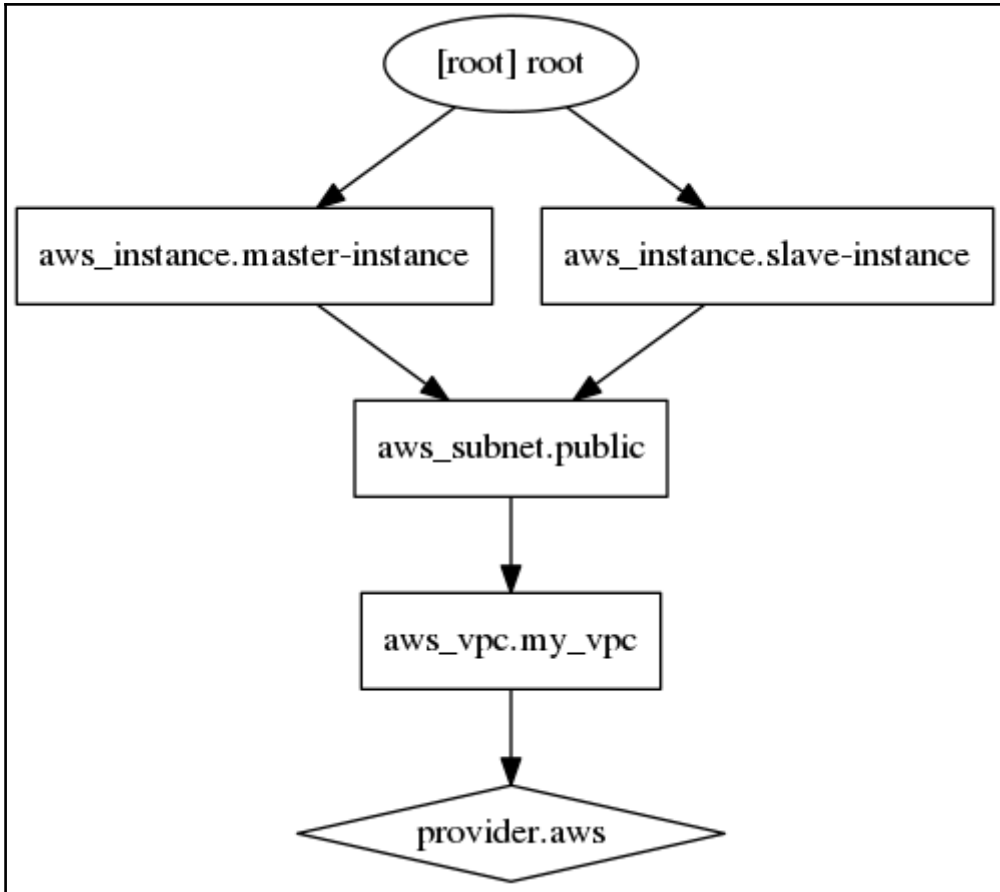 [root] root
aws_instance.master-instance
aws_instance.slave-instance
aws_subnet.public
aws_vpc.my_vpc
provider.aws